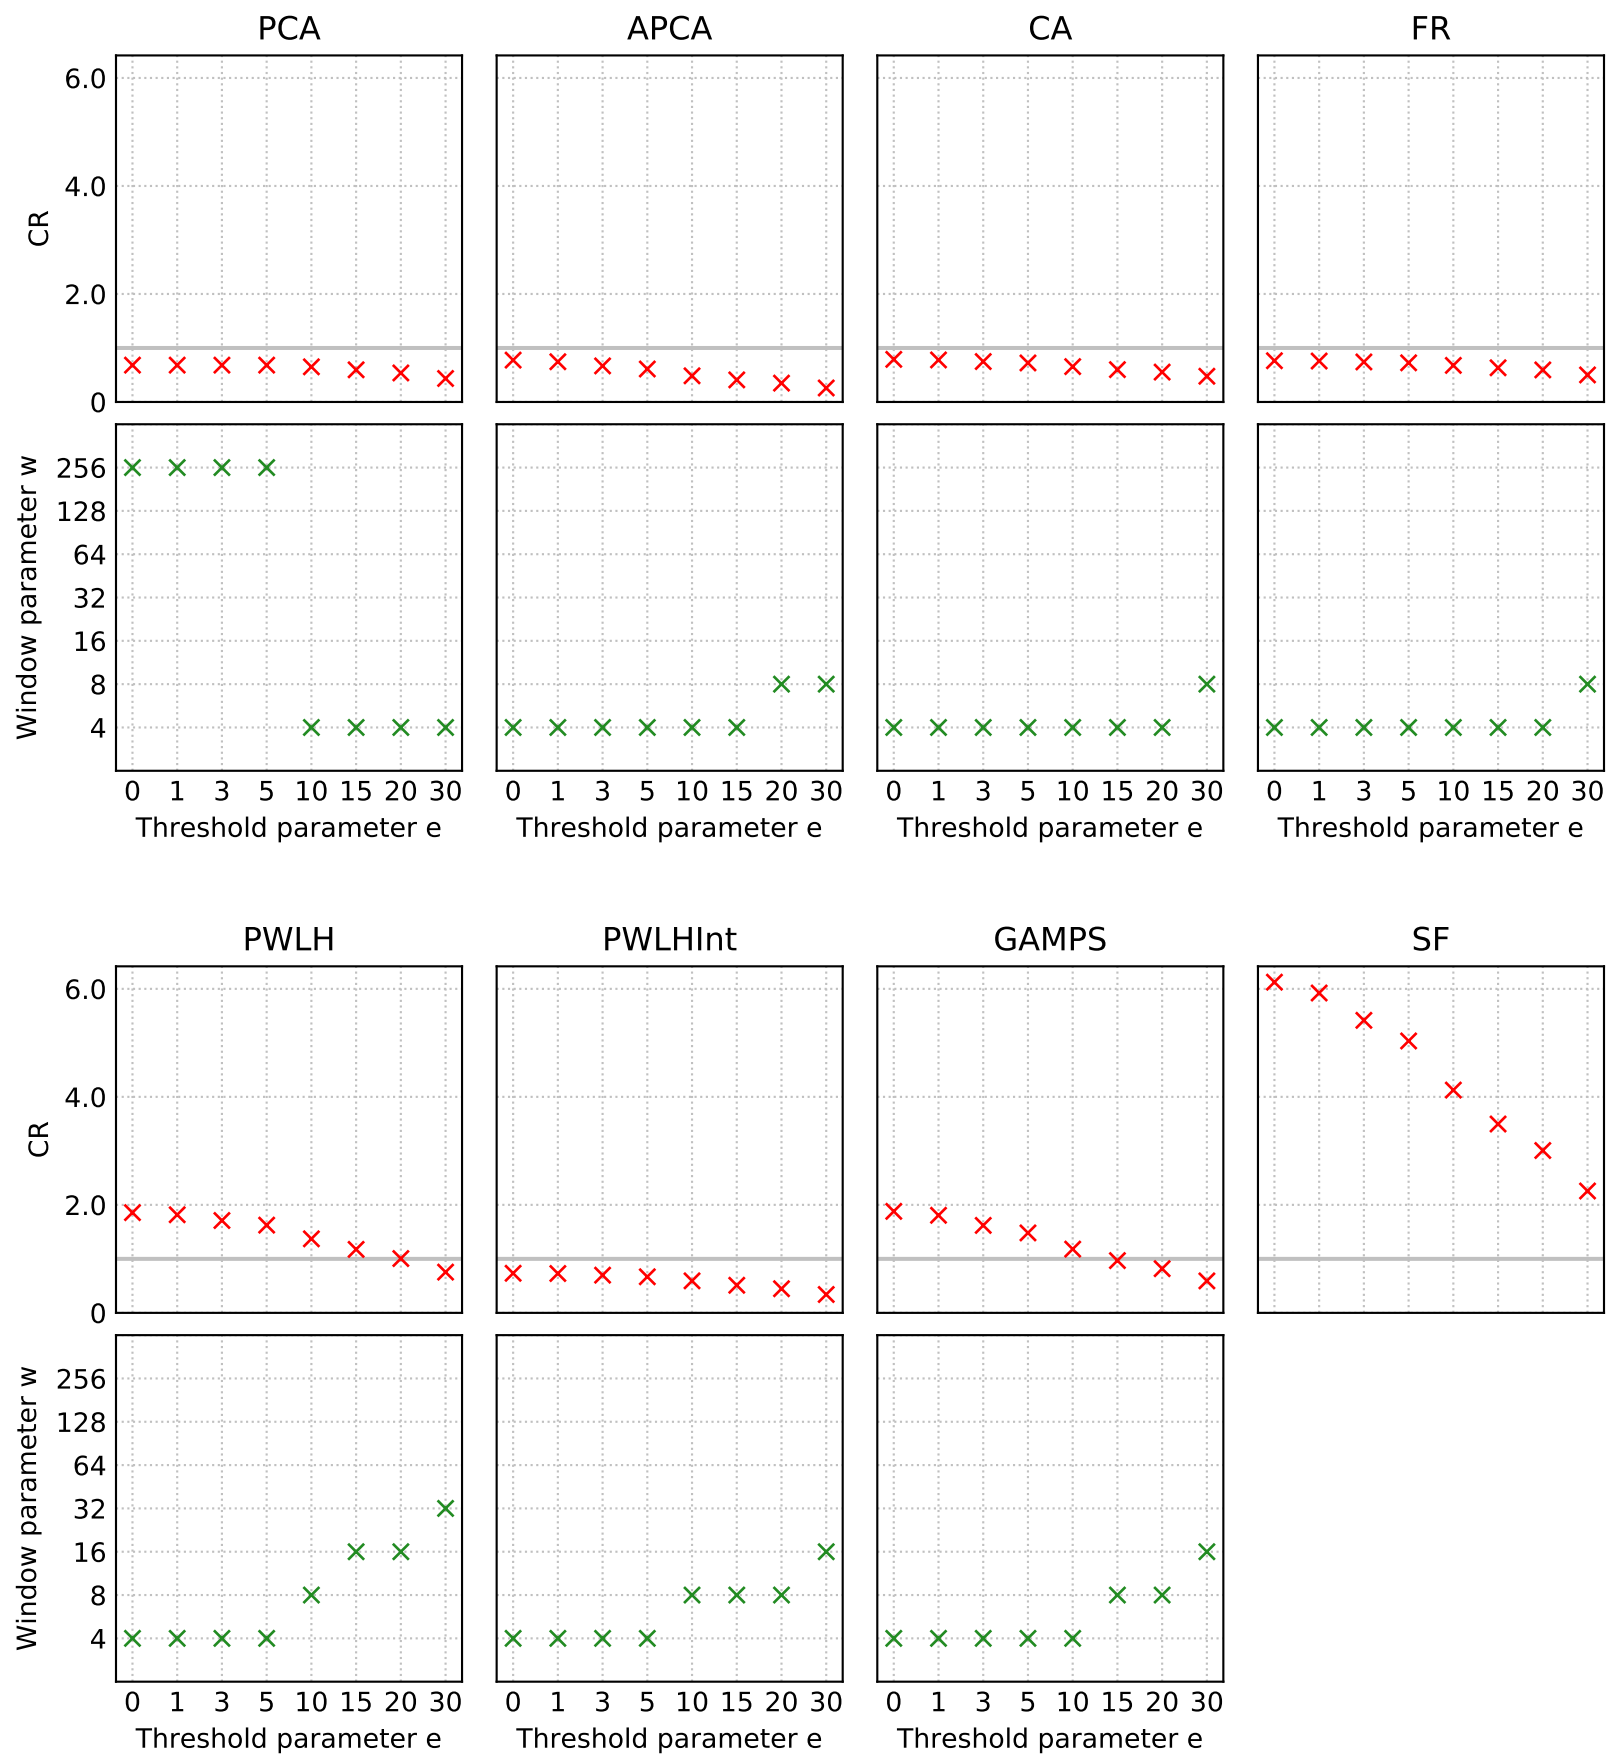 PCA APCA CA FR
6.0
4.0
2.0
0
CR
256
128
64
32
16
8
4
Window parameter w
0 1 3 5 10 15 20 30 0 1 3 5 10 15 20 30 0 1 3 5 10 15 20 30 0 1 3 5 10 15 20 30
Threshold parameter e Threshold parameter e Threshold parameter e Threshold parameter e
PWLH PWLHInt GAMPS SF
6.0
4.0
2.0
0
CR
256
128
64
32
16
8
4
Window parameter w
0 1 3 5 10 15 20 30 0 1 3 5 10 15 20 30 0 1 3 5 10 15 20 30
Threshold parameter e Threshold parameter e Threshold parameter e